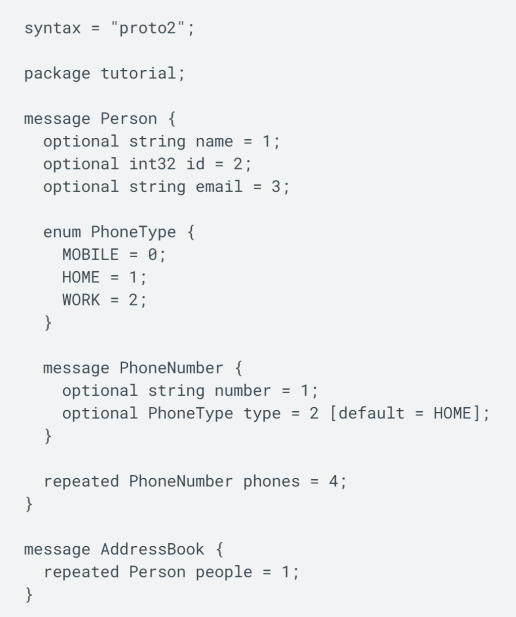 syntax = "proto2";

package tutorial;

message Person {
  optional string name = 1;
  optional int32 id = 2;
  optional string email = 3;

  enum PhoneType {
    MOBILE = 0;
    HOME = 1;
    WORK = 2;
  }

  message PhoneNumber {
    optional string number = 1;
    optional PhoneType type = 2 [default = HOME];
  }

  repeated PhoneNumber phones = 4;
}

message AddressBook {
  repeated Person people = 1;
}